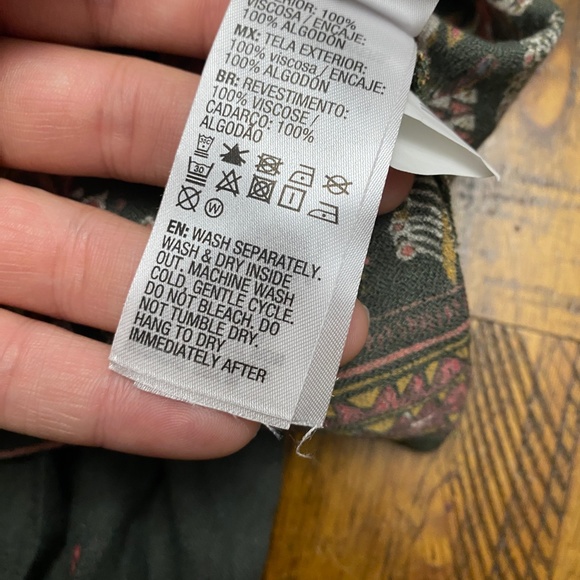 100%
VISCOSA / ENCAJE:
100% ALGODÓN
MX: TELA EXTERIOR:
100% viscosa / ENCAJE:
100% ALGODÓN
BR: REVESTIMENTO:
100% VISCOSE /
CADARÇO: 100%
ALGODÃO
30
W
EN: WASH SEPARATELY.
WASH & DRY INSIDE
OUT. MACHINE WASH
COLD, GENTLE CYCLE.
DO NOT BLEACH. DO
NOT TUMBLE DRY.
HANG TO DRY
IMMEDIATELY AFTER